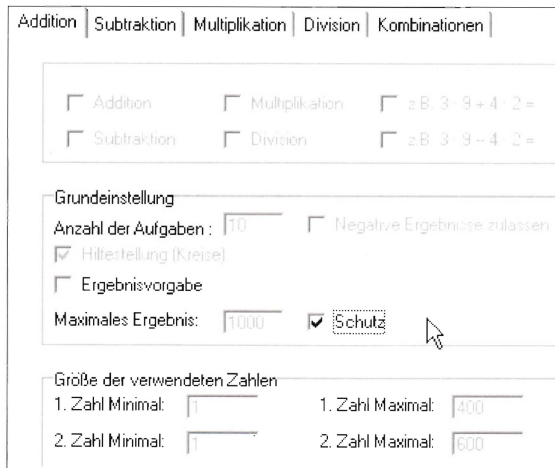 Addition Subtraktion Multiplikation Division Kombinationen
Addition Multiplikation z.B. 3 · 9 + 4 · 2 =
Subtraktion Division z.B. 3 · 9 - 4 · 2 =
Grundeinstellung
Anzahl der Aufgaben : 10 Negative Ergebnisse zulassen
Hilfestellung (Kreise)
Ergebnisvorgabe
Maximales Ergebnis: 1000 Schutz
Größe der verwendeten Zahlen
1. Zahl Minimal: 1 1. Zahl Maximal: 400
2. Zahl Minimal: 1 2. Zahl Maximal: 600